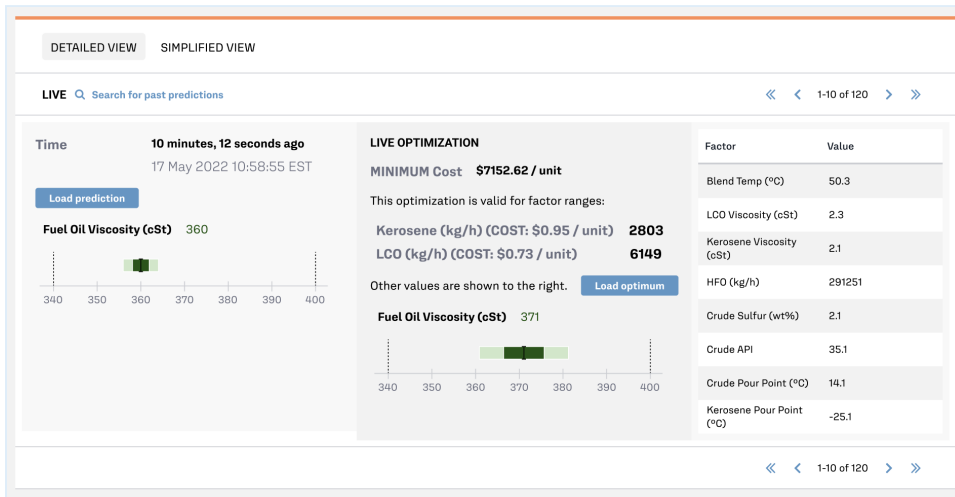 DETAILED VIEW SIMPLIFIED VIEW
LIVE Search for past predictions 1-10 of 120
Time 10 minutes, 12 seconds ago
17 May 2022 10:58:55 EST
Load prediction
Fuel Oil Viscosity (cSt) 360
340 350 360 370 380 390 400
LIVE OPTIMIZATION
MINIMUM Cost $7152.62 / unit
This optimization is valid for factor ranges:
Kerosene (kg/h) (COST: $0.95 / unit) 2803
LCO (kg/h) (COST: $0.73 / unit) 6149
Other values are shown to the right. Load optimum
Fuel Oil Viscosity (cSt) 371
340 350 360 370 380 390 400
Factor Value
Blend Temp (ºC) 50.3
LCO Viscosity (cSt) 2.3
Kerosene Viscosity
(cSt) 2.1
HFO (kg/h) 291251
Crude Sulfur (wt%) 2.1
Crude API 35.1
Crude Pour Point (ºC) 14.1
Kerosene Pour Point
(ºC) -25.1
1-10 of 120